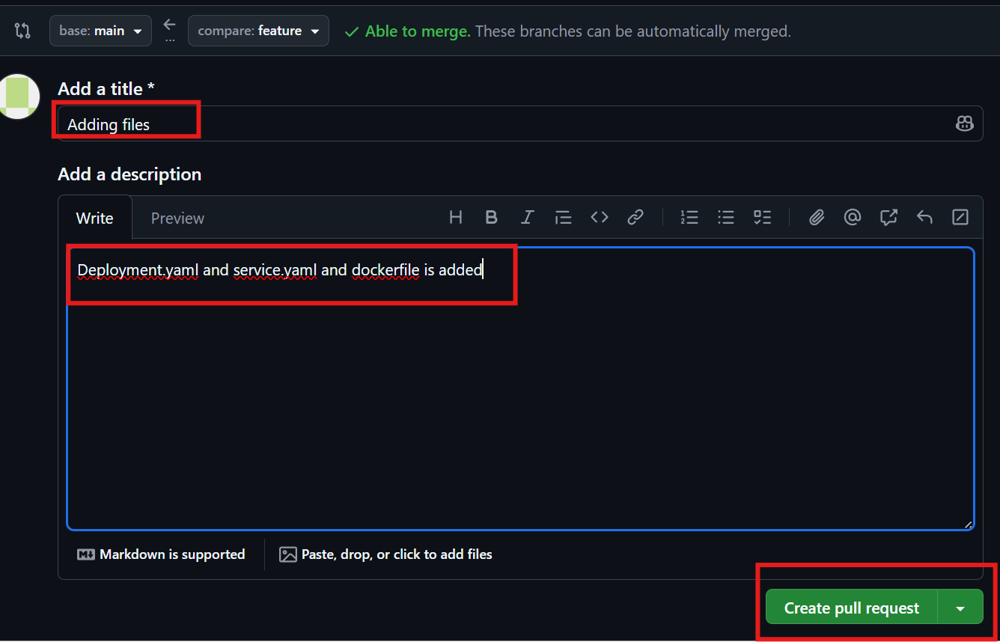 base: main
compare: feature
Able to merge. These branches can be automatically merged.
Add a title *
Adding files
Add a description
Write
Preview
Deployment.yaml and service.yaml and dockerfile is added
Markdown is supported
Paste, drop, or click to add files
Create pull request